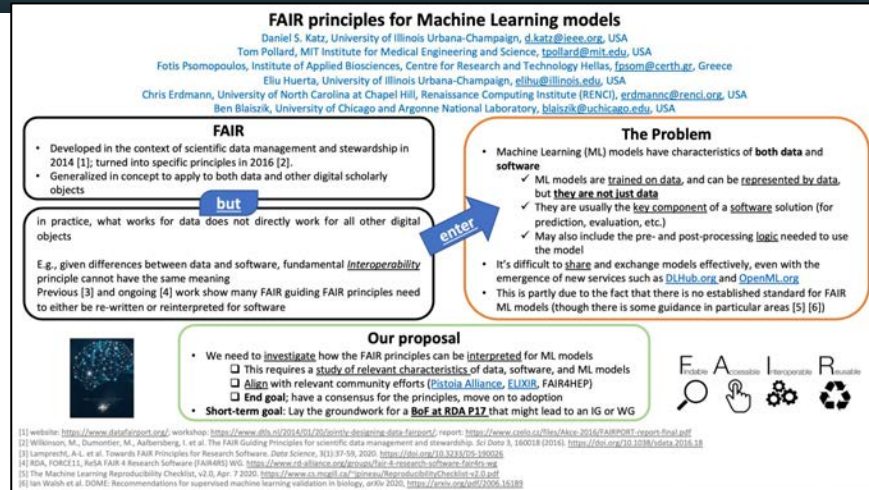 FAIR principles for Machine Learning models
Daniel S. Katz, University of Illinois Urbana-Champaign, d.katz@ieee.org, USA
Tom Pollard, MIT Institute for Medical Engineering and Science, tpollard@mit.edu, USA
Fotis Psomopoulos, Institute of Applied Biosciences, Centre for Research and Technology Hellas, fpsom@certh.gr, Greece
Eliu Huerta, University of Illinois Urbana-Champaign, elihu@illinois.edu, USA
Chris Erdmann, University of North Carolina at Chapel Hill, Renaissance Computing Institute (RENCI), erdmannc@renci.org, USA
Ben Blaiszik, University of Chicago and Argonne National Laboratory, blaiszik@uchicago.edu, USA
FAIR
• Developed in the context of scientific data management and stewardship in
2014 [1]; turned into specific principles in 2016 [2].
• Generalized in concept to apply to both data and other digital scholarly
objects
but
in practice, what works for data does not directly work for all other digital
objects
E.g., given differences between data and software, fundamental Interoperability
principle cannot have the same meaning
Previous [3] and ongoing [4] work show many FAIR guiding FAIR principles need
to either be re-written or reinterpreted for software
enter
The Problem
• Machine Learning (ML) models have characteristics of both data and
software
✓ ML models are trained on data, and can be represented by data,
but they are not just data
✓ They are usually the key component of a software solution (for
prediction, evaluation, etc.)
✓ May also include the pre- and post-processing logic needed to use
the model
• It's difficult to share and exchange models effectively, even with the
emergence of new services such as DLHub.org and OpenML.org
• This is partly due to the fact that there is no established standard for FAIR
ML models (though there is some guidance in particular areas [5] [6])
Our proposal
• We need to investigate how the FAIR principles can be interpreted for ML models
❑ This requires a study of relevant characteristics of data, software, and ML models
❑ Align with relevant community efforts (Pistoia Alliance, ELIXIR, FAIR4HEP)
❑ End goal; have a consensus for the principles, move on to adoption
• Short-term goal: Lay the groundwork for a BoF at RDA P17 that might lead to an IG or WG
Findable Accessible Interoperable Reusable
[1] website: https://www.datafairport.org/; workshop: https://www.dtls.nl/2014/01/20/jointly-designing-data-fairport/, report: https://www.czelo.cz/files/Akce-2016/FAIRPORT-report-final.pdf
[2] Wilkinson, M., Dumontier, M., Aalbersberg, I. et al. The FAIR Guiding Principles for scientific data management and stewardship. Sci Data 3, 160018 (2016). https://doi.org/10.1038/sdata.2016.18
[3] Lamprecht, A-L. et al. Towards FAIR Principles for Research Software. Data Science, 3(1):37-59, 2020. https://doi.org/10.3233/DS-190026
[4] RDA, FORCE11, ReSA FAIR 4 Research Software (FAIR4RS) WG. https://www.rd-alliance.org/groups/fair-4-research-software-fair4rs-wg
[5] The Machine Learning Reproducibility Checklist, v2.0, Apr. 7 2020. https://www.cs.mcgill.ca/~jpineau/ReproducibilityChecklist-v2.0.pdf
[6] Ian Walsh et al. DOME: Recommendations for supervised machine learning validation in biology, arXiv 2020, https://arxiv.org/pdf/2006.16189